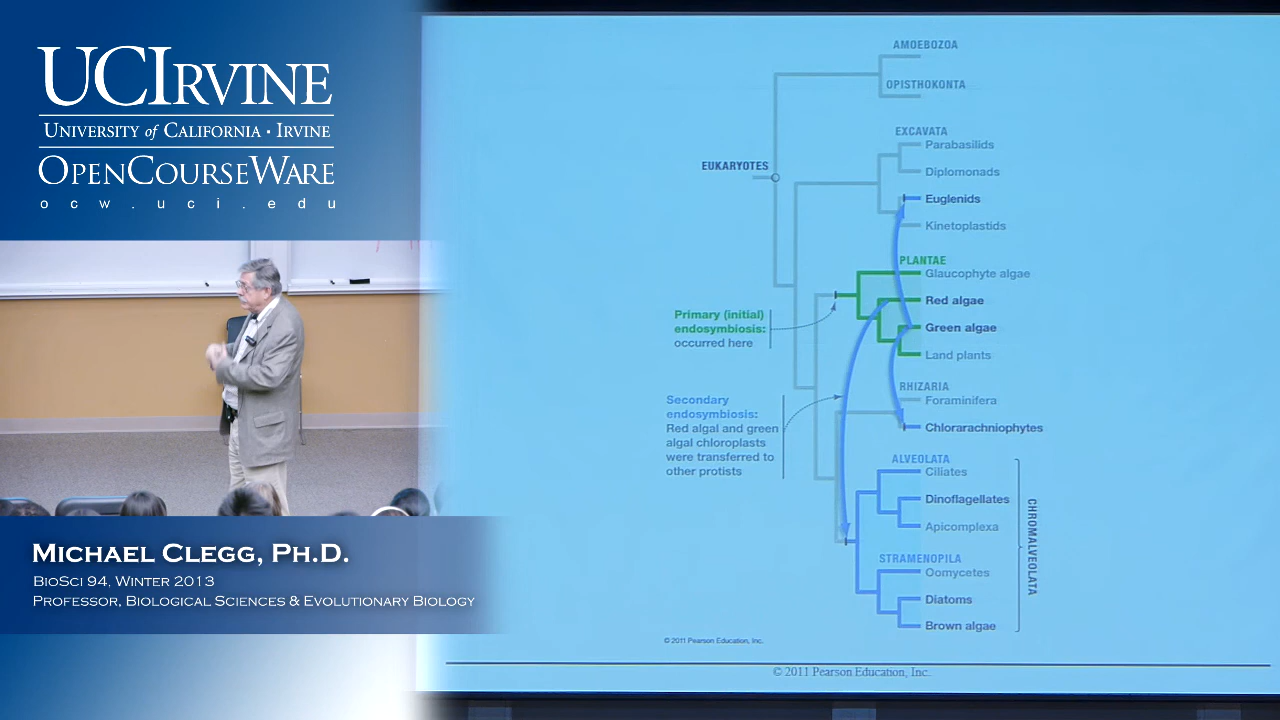 UCIRVINE
UNIVERSITY of CALIFORNIA · IRVINE
OPENCOURSEWARE
ocw.uci.edu
MICHAEL CLEGG, PH.D.
BIOSCI 94, WINTER 2013
PROFESSOR, BIOLOGICAL SCIENCES & EVOLUTIONARY BIOLOGY
AMOEBOZOA
OPISTHOKONTA
EXCAVATA
Parabasilids
EUKARYOTES
Diplomonads
Euglenids
Kinetoplastids
PLANTAE
Glaucophyte algae
Red algae
Primary (initial)
endosymbiosis:
occurred here
Green algae
Land plants
RHIZARIA
Foraminifera
Secondary
endosymbiosis:
Red algal and green
algal chloroplasts
were transferred to
other protists
Chlorarachniophytes
ALVEOLATA
Ciliates
Dinoflagellates
Apicomplexa
STRAMENOPILA
Oomycetes
Diatoms
Brown algae
CHROMALVEOLATA
© 2011 Pearson Education, Inc.
© 2011 Pearson Education, Inc.